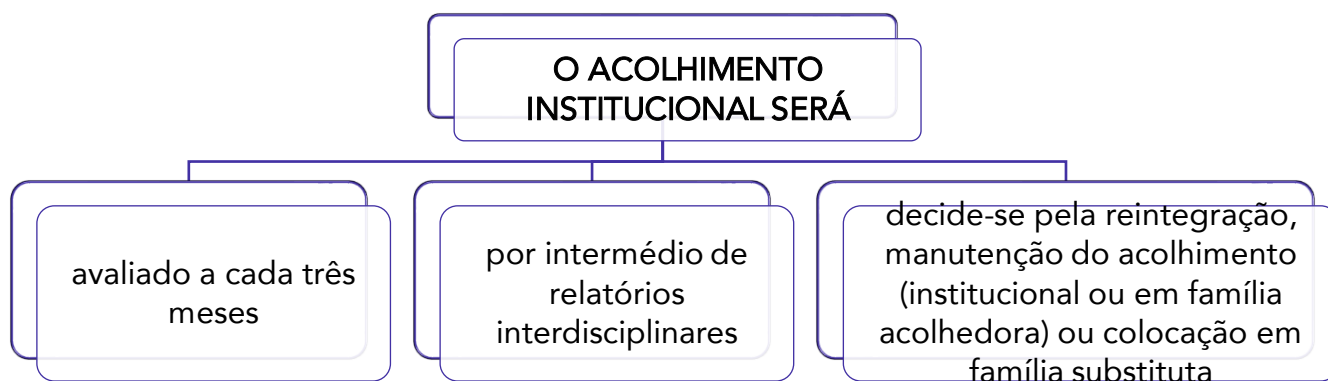 O ACOLHIMENTO
INSTITUCIONAL SERÁ
avaliado a cada três
meses
por intermédio de
relatórios
interdisciplinares
decide-se pela reintegração,
manutenção do acolhimento
(institucional ou em família
acolhedora) ou colocação em
família substituta